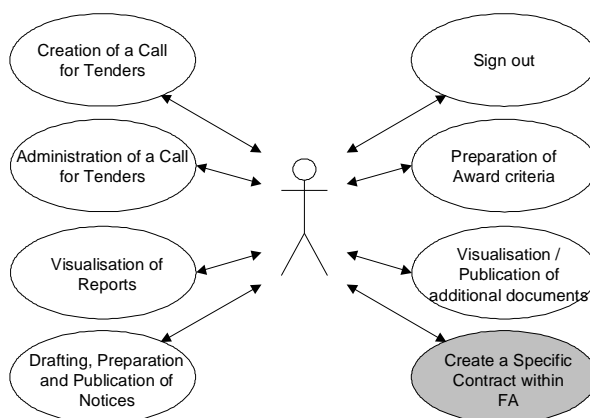 Creation of a Call
for Tenders
Sign out
Administration of a Call
for Tenders
Preparation of
Award criteria
Visualisation of
Reports
Visualisation /
Publication of
additional documents
Drafting, Preparation
and Publication of
Notices
Create a Specific
Contract within
FA